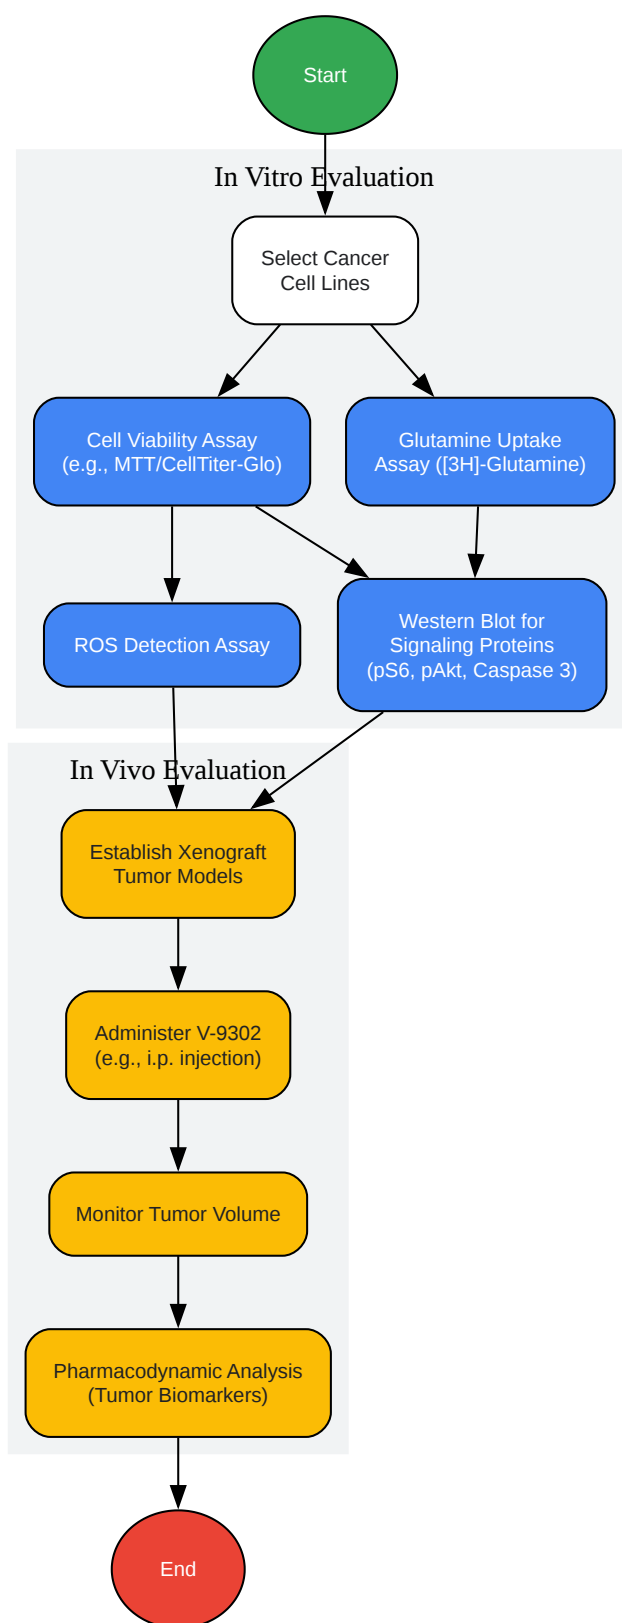 Start
In Vitro Evaluation
Select Cancer
Cell Lines
Cell Viability Assay
(e.g., MTT/CellTiter-Glo)
Glutamine Uptake
Assay ([3H]-Glutamine)
ROS Detection Assay
Western Blot for
Signaling Proteins
(pS6, pAkt, Caspase 3)
In Vivo Evaluation
Establish Xenograft
Tumor Models
Administer V-9302
(e.g., i.p. injection)
Monitor Tumor Volume
Pharmacodynamic Analysis
(Tumor Biomarkers)
End